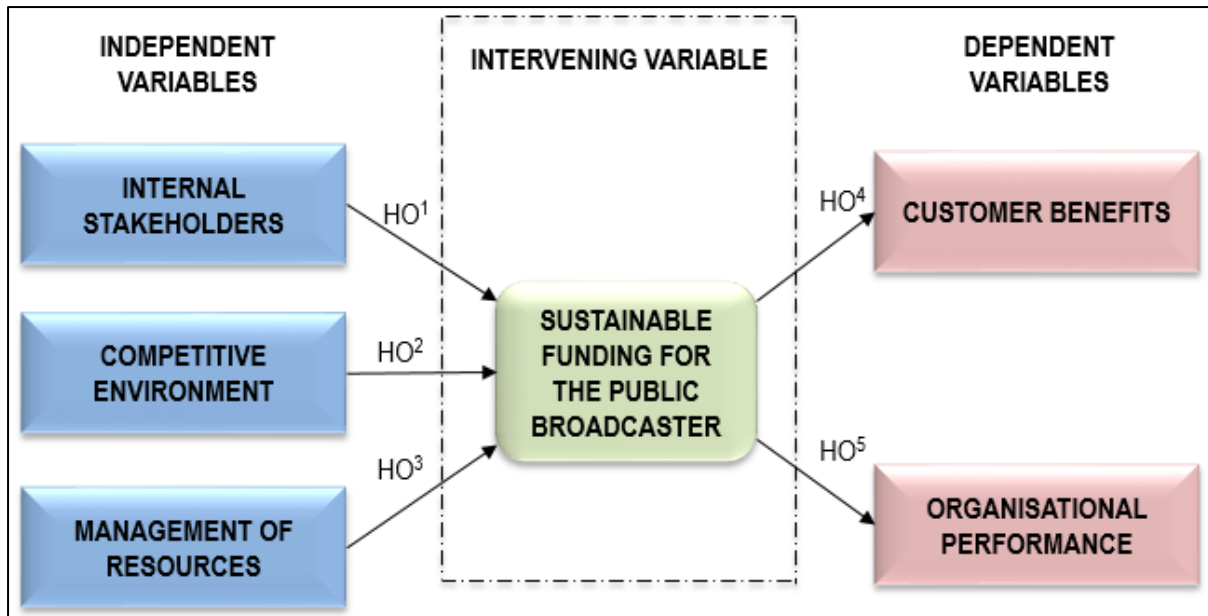 INDEPENDENT
VARIABLES
INTERNAL
STAKEHOLDERS
COMPETITIVE
ENVIRONMENT
MANAGEMENT OF
RESOURCES
HO¹
HO²
HO³
INTERVENING VARIABLE
SUSTAINABLE
FUNDING FOR
THE PUBLIC
BROADCASTER
HO⁴
HO⁵
DEPENDENT
VARIABLES
CUSTOMER BENEFITS
ORGANISATIONAL
PERFORMANCE